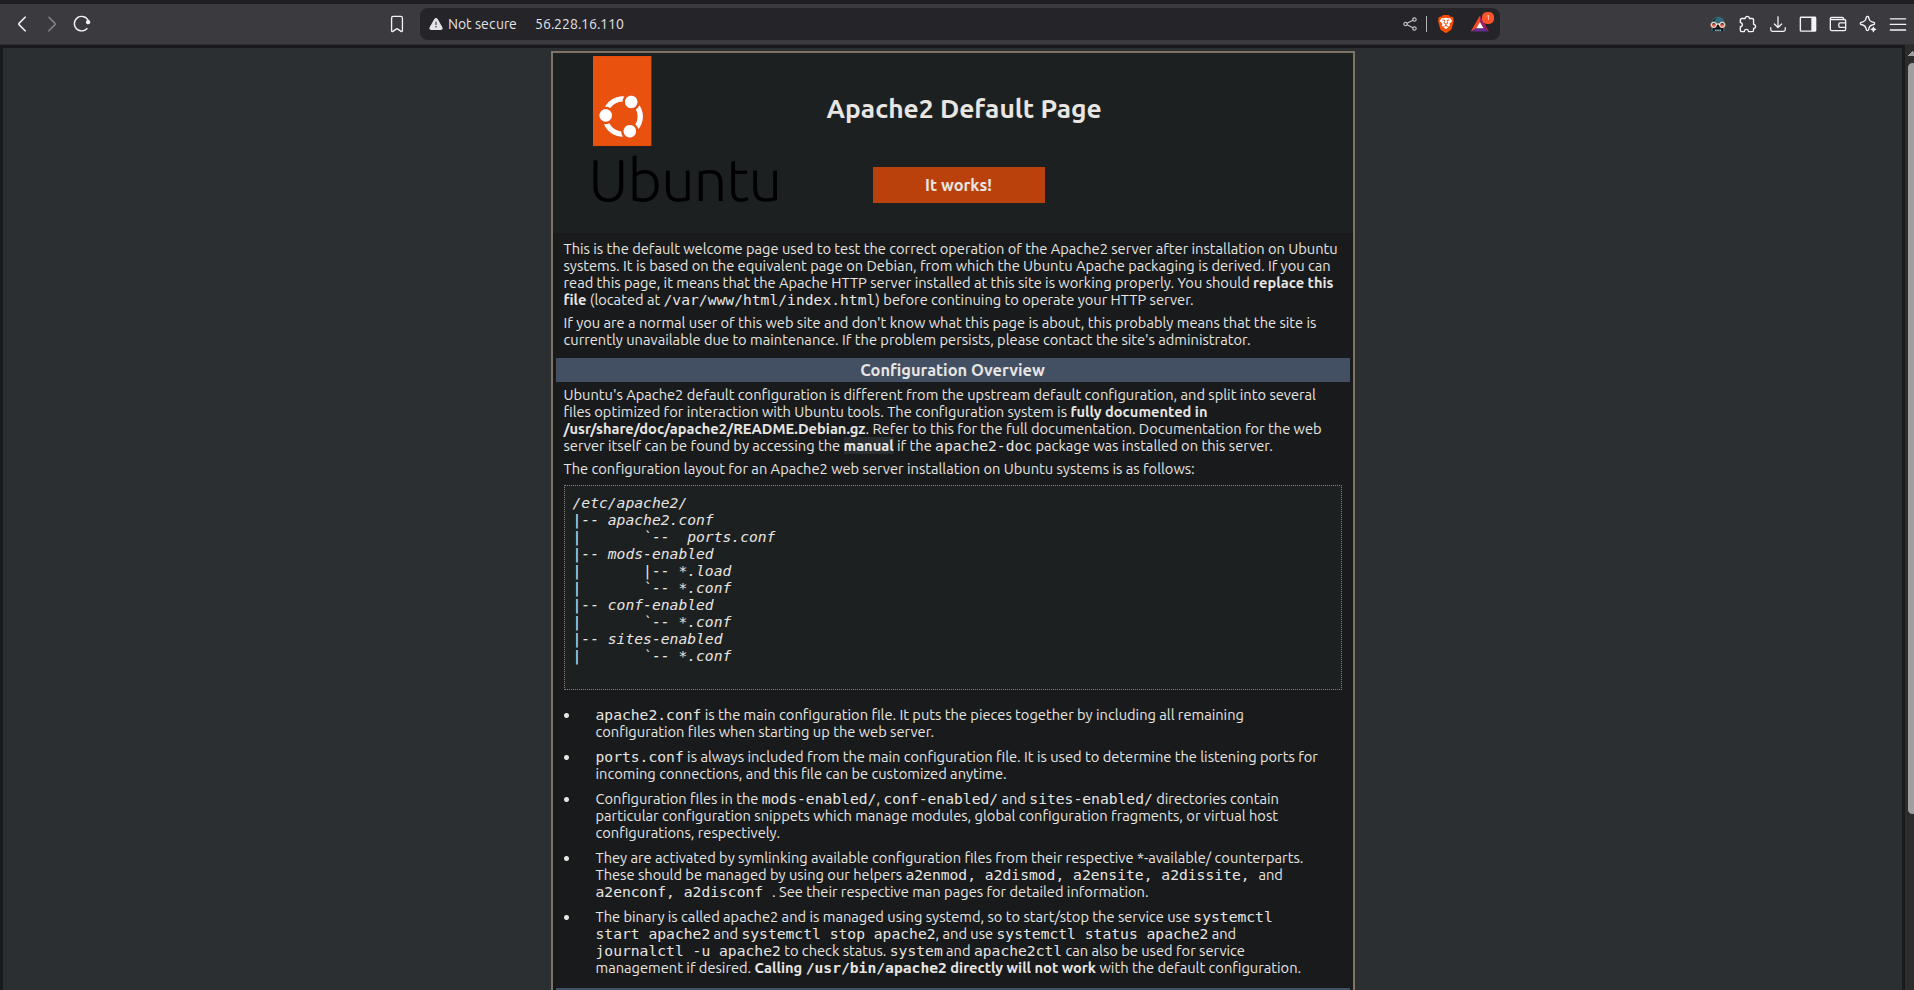 Not secure 56.228.16.110
1
Apache2 Default Page
Ubuntu
It works!
This is the default welcome page used to test the correct operation of the Apache2 server after installation on Ubuntu
systems. It is based on the equivalent page on Debian, from which the Ubuntu Apache packaging is derived. If you can
read this page, it means that the Apache HTTP server installed at this site is working properly. You should replace this
file (located at /var/www/html/index.html) before continuing to operate your HTTP server.
If you are a normal user of this web site and don't know what this page is about, this probably means that the site is
currently unavailable due to maintenance. If the problem persists, please contact the site's administrator.
Configuration Overview
Ubuntu's Apache2 default configuration is different from the upstream default configuration, and split into several
files optimized for interaction with Ubuntu tools. The configuration system is fully documented in
/usr/share/doc/apache2/README.Debian.gz. Refer to this for the full documentation. Documentation for the web
server itself can be found by accessing the manual if the apache2-doc package was installed on this server.
The configuration layout for an Apache2 web server installation on Ubuntu systems is as follows:
/etc/apache2/
|-- apache2.conf
|       `--  ports.conf
|-- mods-enabled
|       |-- *.load
|       `-- *.conf
|-- conf-enabled
|       `-- *.conf
|-- sites-enabled
|       `-- *.conf
• apache2.conf is the main configuration file. It puts the pieces together by including all remaining
configuration files when starting up the web server.
• ports.conf is always included from the main configuration file. It is used to determine the listening ports for
incoming connections, and this file can be customized anytime.
• Configuration files in the mods-enabled/, conf-enabled/ and sites-enabled/ directories contain
particular configuration snippets which manage modules, global configuration fragments, or virtual host
configurations, respectively.
• They are activated by symlinking available configuration files from their respective *-available/ counterparts.
These should be managed by using our helpers a2enmod, a2dismod, a2ensite, a2dissite, and
a2enconf, a2disconf . See their respective man pages for detailed information.
• The binary is called apache2 and is managed using systemd, so to start/stop the service use systemctl
start apache2 and systemctl stop apache2, and use systemctl status apache2 and
journalctl -u apache2 to check status. system and apache2ctl can also be used for service
management if desired. Calling /usr/bin/apache2 directly will not work with the default configuration.